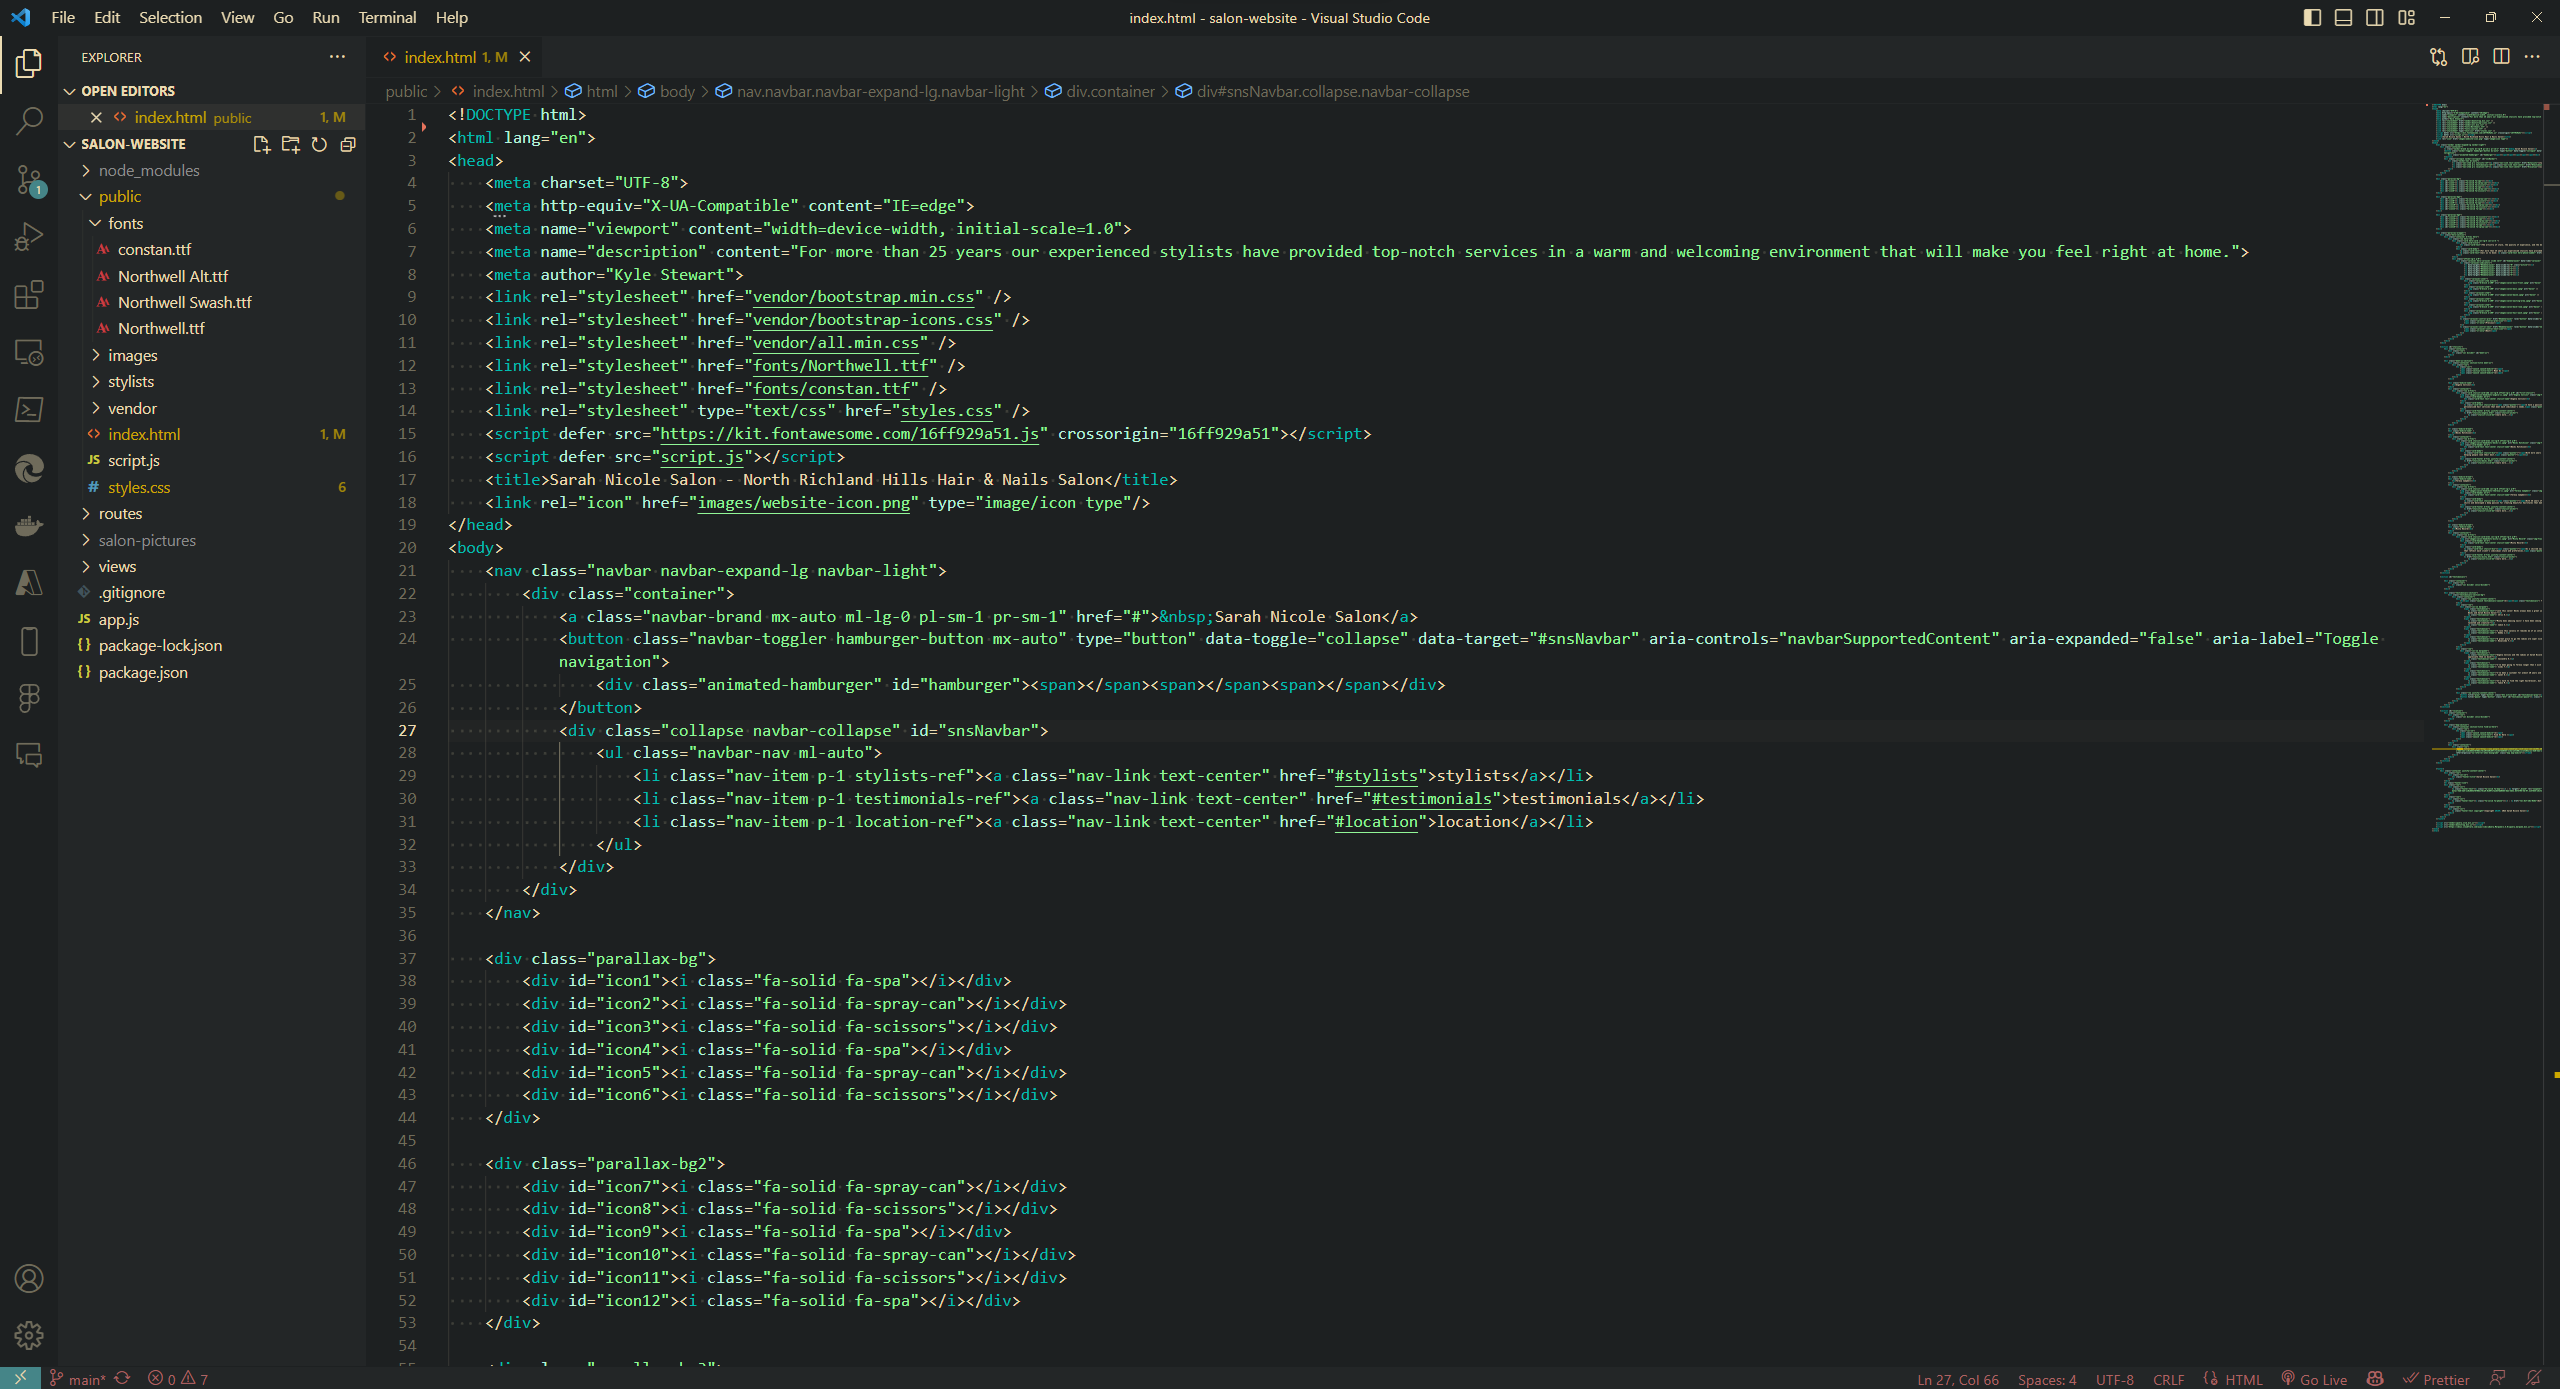 File Edit Selection View Go Run Terminal Help
index.html - salon-website - Visual Studio Code
EXPLORER
OPEN EDITORS
index.html public 1, M
SALON-WEBSITE
node_modules
public
fonts
constan.ttf
Northwell Alt.ttf
Northwell Swash.ttf
Northwell.ttf
images
stylists
vendor
index.html 1, M
JS script.js
# styles.css 6
routes
salon-pictures
views
.gitignore
JS app.js
{} package-lock.json
{} package.json
1
index.html 1, M
public > index.html > html > body > nav.navbar.navbar-expand-lg.navbar-light > div.container > div#snsNavbar.collapse.navbar-collapse
1 <!DOCTYPE html>
2 <html lang="en">
3 <head>
4 <meta charset="UTF-8">
5 <meta http-equiv="X-UA-Compatible" content="IE=edge">
6 <meta name="viewport" content="width=device-width, initial-scale=1.0">
7 <meta name="description" content="For more than 25 years our experienced stylists have provided top-notch services in a warm and welcoming environment that will make you feel right at home.">
8 <meta author="Kyle Stewart">
9 <link rel="stylesheet" href="vendor/bootstrap.min.css" />
10 <link rel="stylesheet" href="vendor/bootstrap-icons.css" />
11 <link rel="stylesheet" href="vendor/all.min.css" />
12 <link rel="stylesheet" href="fonts/Northwell.ttf" />
13 <link rel="stylesheet" href="fonts/constan.ttf" />
14 <link rel="stylesheet" type="text/css" href="styles.css" />
15 <script defer src="https://kit.fontawesome.com/16ff929a51.js" crossorigin="16ff929a51"></script>
16 <script defer src="script.js"></script>
17 <title>Sarah Nicole Salon - North Richland Hills Hair & Nails Salon</title>
18 <link rel="icon" href="images/website-icon.png" type="image/icon type"/>
19 </head>
20 <body>
21 <nav class="navbar navbar-expand-lg navbar-light">
22 <div class="container">
23 <a class="navbar-brand mx-auto ml-lg-0 pl-sm-1 pr-sm-1" href="#">&nbsp;Sarah Nicole Salon</a>
24 <button class="navbar-toggler hamburger-button mx-auto" type="button" data-toggle="collapse" data-target="#snsNavbar" aria-controls="navbarSupportedContent" aria-expanded="false" aria-label="Toggle
navigation">
25 <div class="animated-hamburger" id="hamburger"><span></span><span></span><span></span></div>
26 </button>
27 <div class="collapse navbar-collapse" id="snsNavbar">
28 <ul class="navbar-nav ml-auto">
29 <li class="nav-item p-1 stylists-ref"><a class="nav-link text-center" href="#stylists">stylists</a></li>
30 <li class="nav-item p-1 testimonials-ref"><a class="nav-link text-center" href="#testimonials">testimonials</a></li>
31 <li class="nav-item p-1 location-ref"><a class="nav-link text-center" href="#location">location</a></li>
32 </ul>
33 </div>
34 </div>
35 </nav>
36
37 <div class="parallax-bg">
38 <div id="icon1"><i class="fa-solid fa-spa"></i></div>
39 <div id="icon2"><i class="fa-solid fa-spray-can"></i></div>
40 <div id="icon3"><i class="fa-solid fa-scissors"></i></div>
41 <div id="icon4"><i class="fa-solid fa-spa"></i></div>
42 <div id="icon5"><i class="fa-solid fa-spray-can"></i></div>
43 <div id="icon6"><i class="fa-solid fa-scissors"></i></div>
44 </div>
45
46 <div class="parallax-bg2">
47 <div id="icon7"><i class="fa-solid fa-spray-can"></i></div>
48 <div id="icon8"><i class="fa-solid fa-scissors"></i></div>
49 <div id="icon9"><i class="fa-solid fa-spa"></i></div>
50 <div id="icon10"><i class="fa-solid fa-spray-can"></i></div>
51 <div id="icon11"><i class="fa-solid fa-scissors"></i></div>
52 <div id="icon12"><i class="fa-solid fa-spa"></i></div>
53 </div>
54
main* 0 7
Ln 27, Col 66 Spaces: 4 UTF-8 CRLF HTML Go Live Prettier